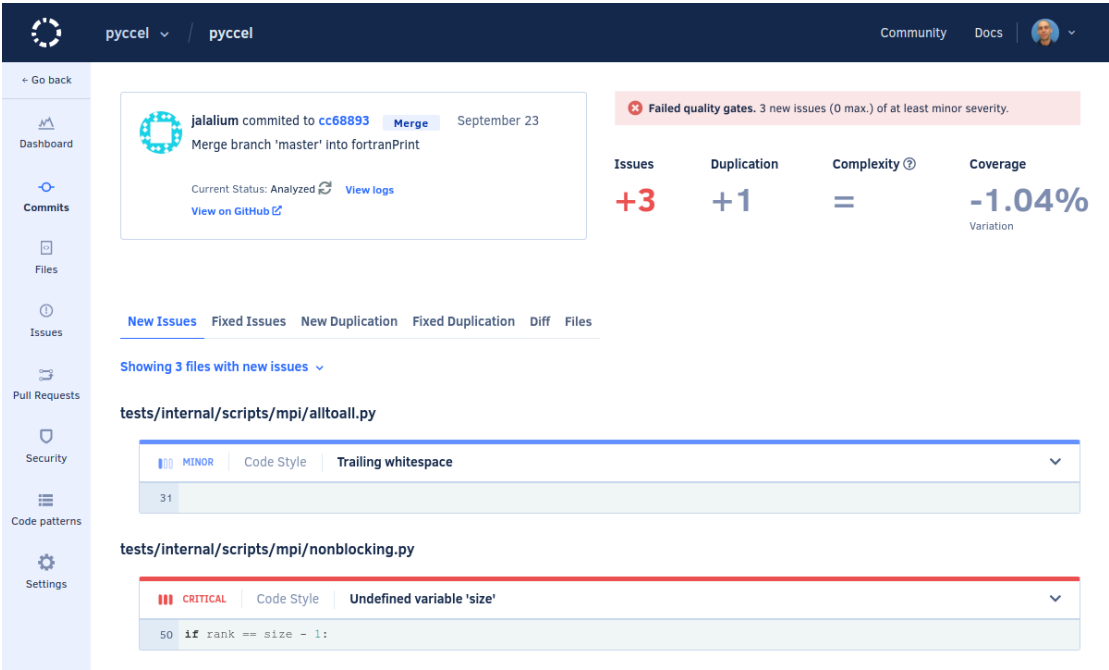 pyccel / pyccel Community Docs
← Go back
Dashboard
Commits
Files
Issues
Pull Requests
Security
Code patterns
Settings
jalalium commited to cc68893 Merge September 23
Merge branch 'master' into fortranPrint
Current Status: Analyzed View logs
View on GitHub
Failed quality gates. 3 new issues (0 max.) of at least minor severity.
Issues Duplication Complexity Coverage
+3 +1 = -1.04%
Variation
New Issues Fixed Issues New Duplication Fixed Duplication Diff Files
Showing 3 files with new issues
tests/internal/scripts/mpi/alltoall.py
MINOR Code Style Trailing whitespace
31
tests/internal/scripts/mpi/nonblocking.py
CRITICAL Code Style Undefined variable 'size'
50 if rank == size - 1: